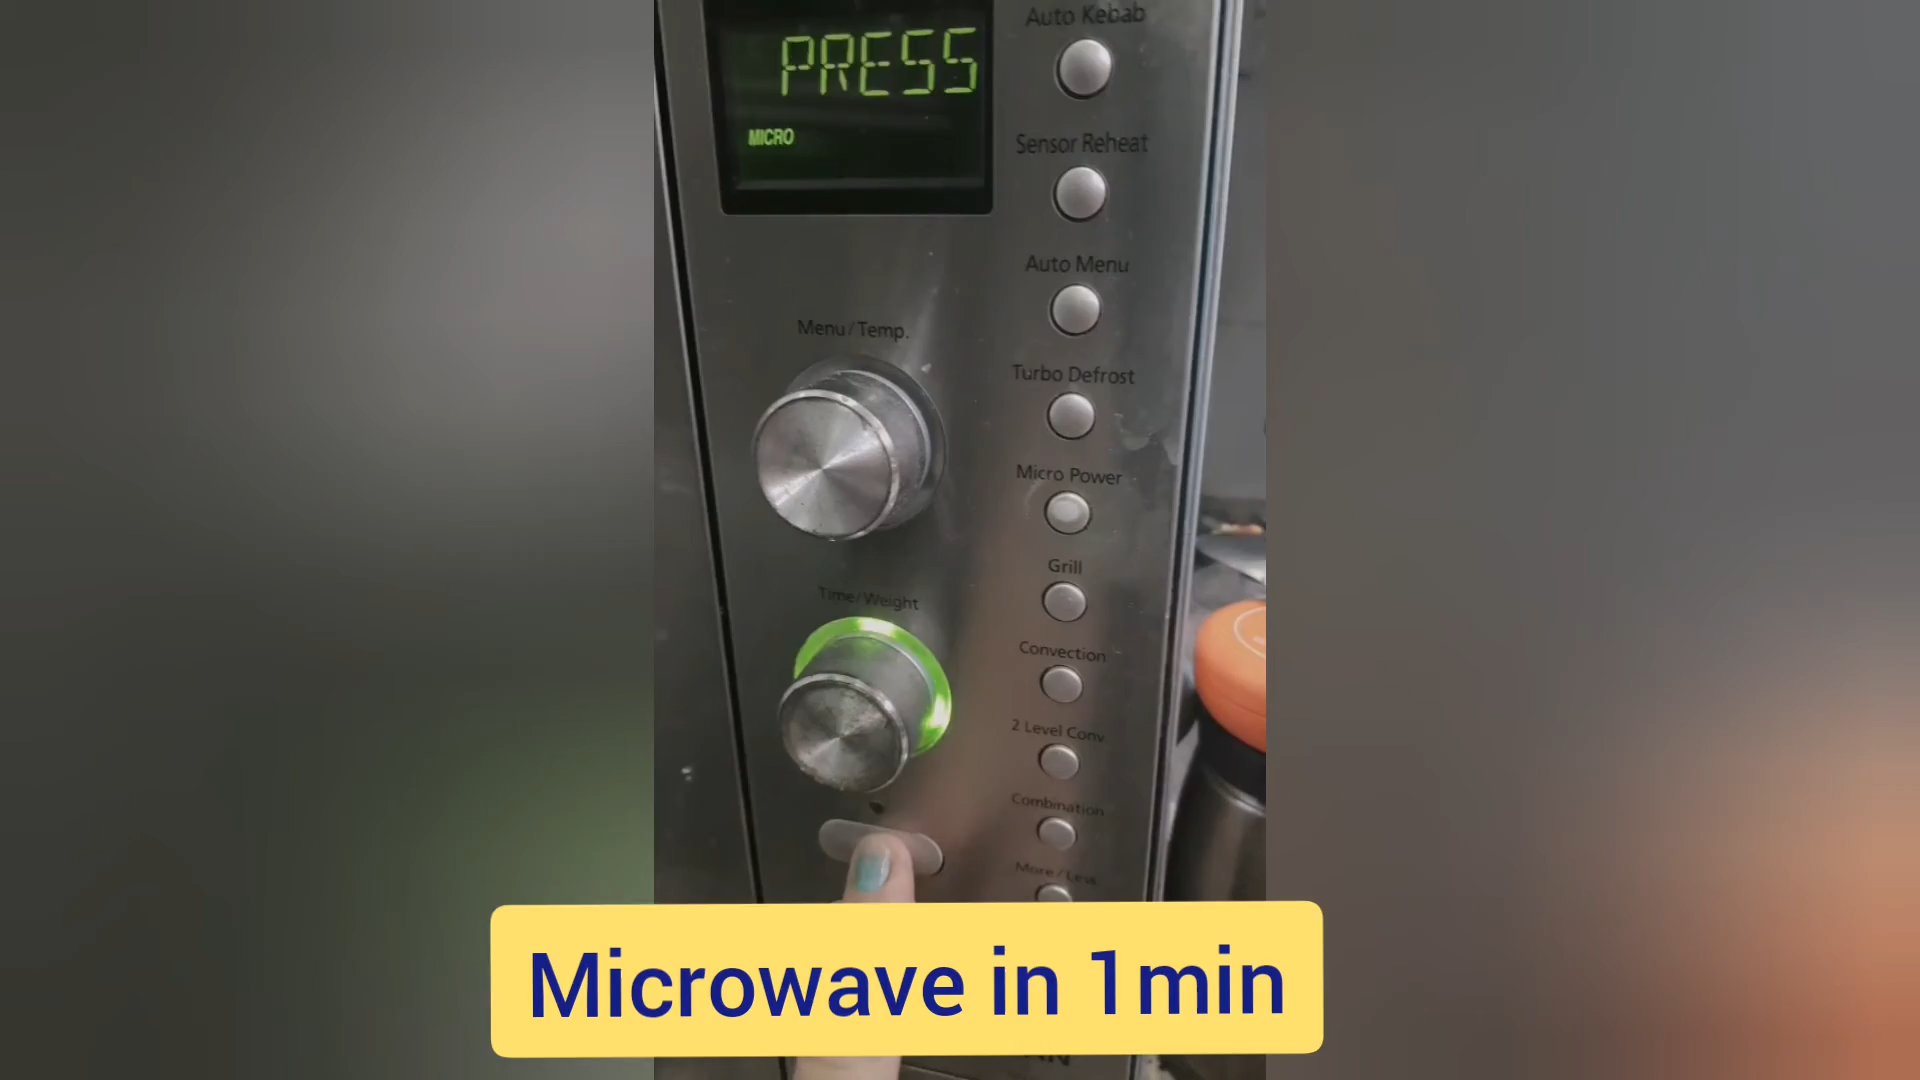 PRESS
MICRO
Auto Kebab
Sensor Reheat
Auto Menu
Menu/Temp.
Turbo Defrost
Micro Power
Grill
Time/Weight
Convection
2 Level Conv
Combination
More/Less
Microwave in 1min